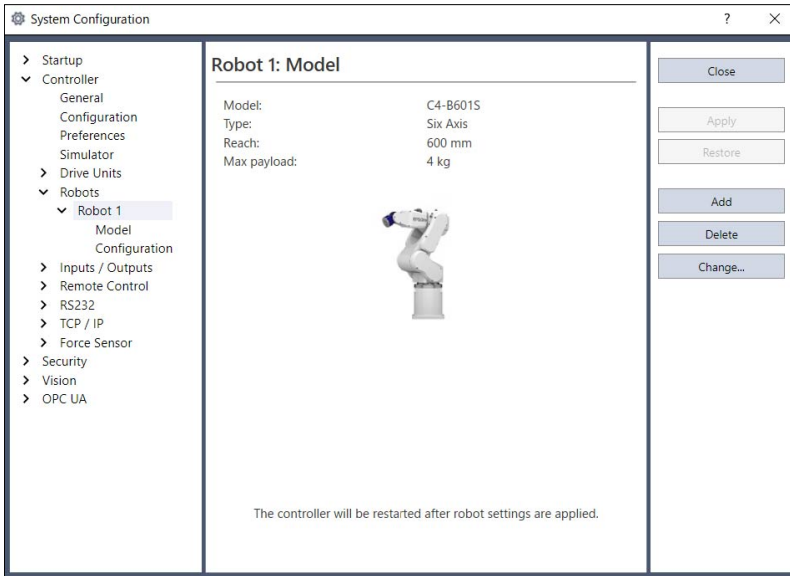 System Configuration
?
Startup
Controller
General
Configuration
Preferences
Simulator
Drive Units
Robots
Robot 1
Model
Configuration
Inputs / Outputs
Remote Control
RS232
TCP / IP
Force Sensor
Security
Vision
OPC UA
Robot 1: Model
Model: C4-B601S
Type: Six Axis
Reach: 600 mm
Max payload: 4 kg
The controller will be restarted after robot settings are applied.
Close
Apply
Restore
Add
Delete
Change...